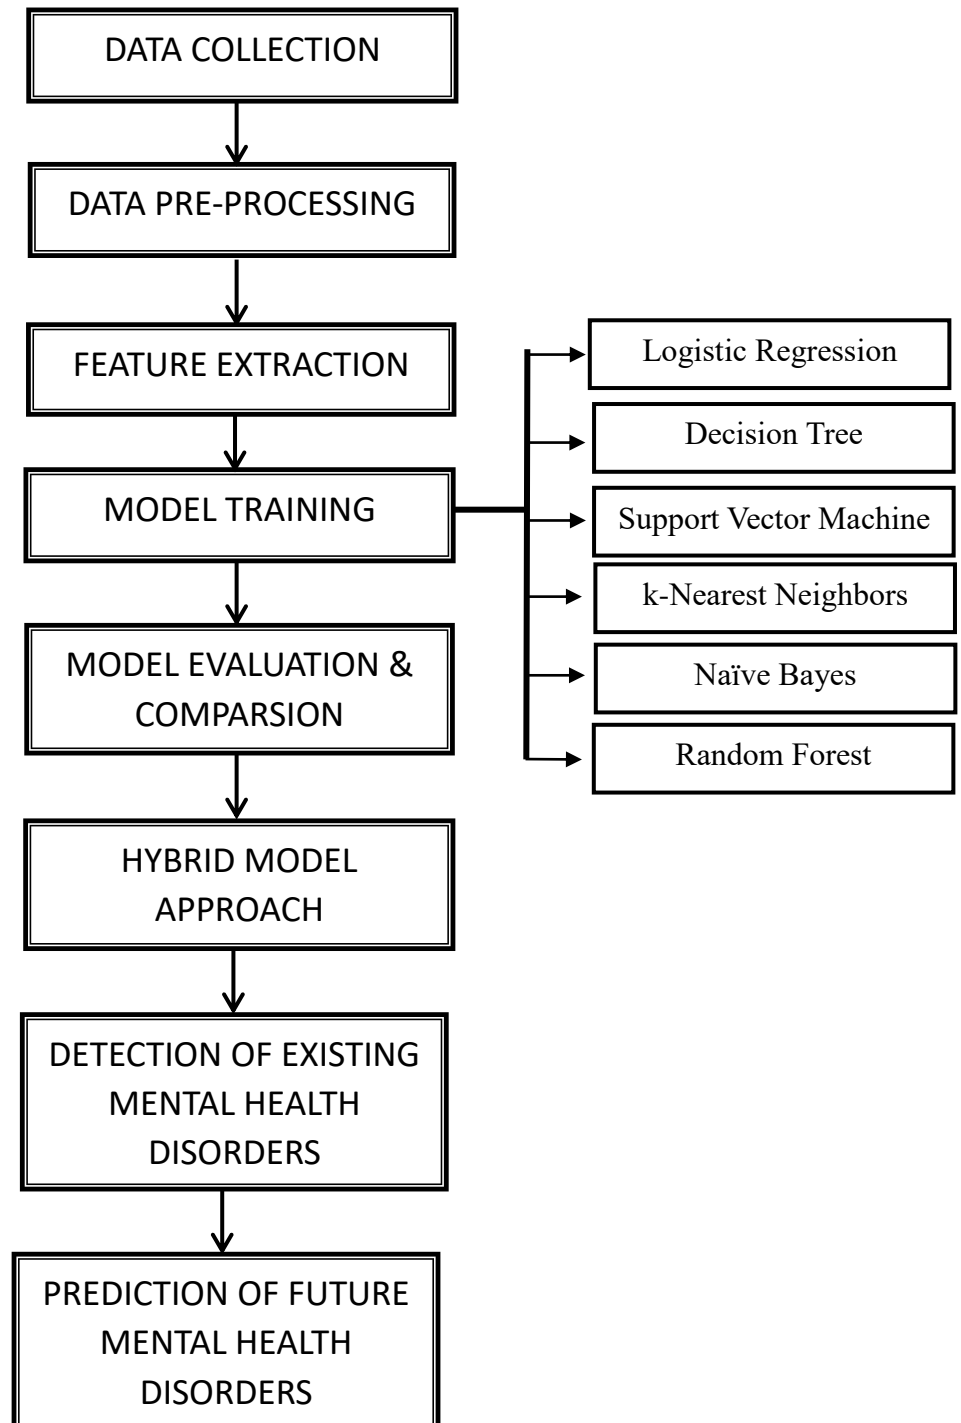 DATA COLLECTION
DATA PRE-PROCESSING
FEATURE EXTRACTION
MODEL TRAINING
MODEL EVALUATION &
COMPARSION
HYBRID MODEL
APPROACH
DETECTION OF EXISTING
MENTAL HEALTH
DISORDERS
PREDICTION OF FUTURE
MENTAL HEALTH
DISORDERS
Logistic Regression
Decision Tree
Support Vector Machine
k-Nearest Neighbors
Naïve Bayes
Random Forest